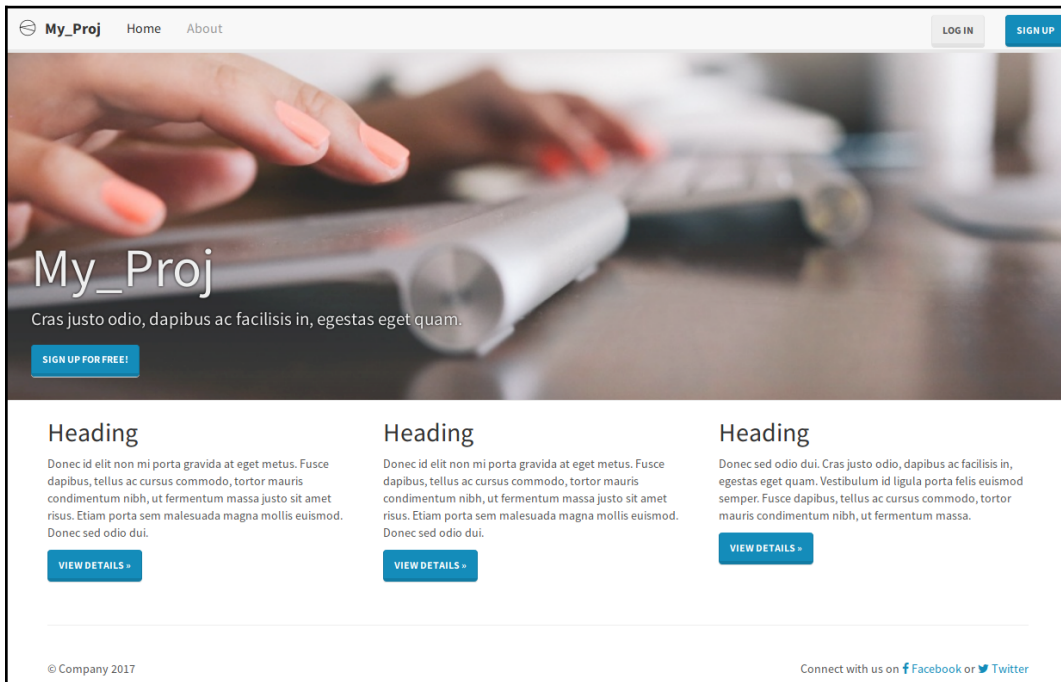 My_Proj Home About LOG IN SIGN UP
My_Proj
Cras justo odio, dapibus ac facilisis in, egestas eget quam.
SIGN UP FOR FREE!
Heading
Donec id elit non mi porta gravida at eget metus. Fusce
dapibus, tellus ac cursus commodo, tortor mauris
condimentum nibh, ut fermentum massa justo sit amet
risus. Etiam porta sem malesuada magna mollis euismod.
Donec sed odio dui.
VIEW DETAILS »
Heading
Donec id elit non mi porta gravida at eget metus. Fusce
dapibus, tellus ac cursus commodo, tortor mauris
condimentum nibh, ut fermentum massa justo sit amet
risus. Etiam porta sem malesuada magna mollis euismod.
Donec sed odio dui.
VIEW DETAILS »
Heading
Donec sed odio dui. Cras justo odio, dapibus ac facilisis in,
egestas eget quam. Vestibulum id ligula porta felis euismod
semper. Fusce dapibus, tellus ac cursus commodo, tortor
mauris condimentum nibh, ut fermentum massa.
VIEW DETAILS »
© Company 2017
Connect with us on Facebook or Twitter